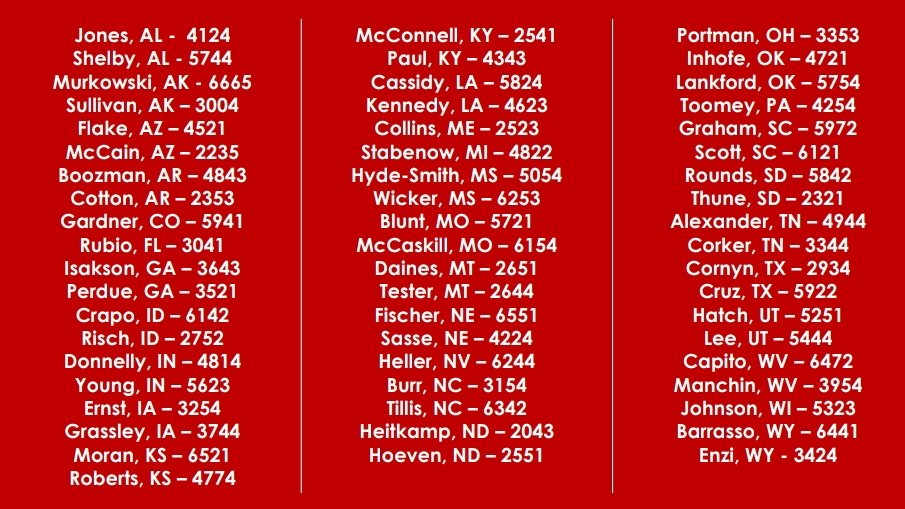 Jones, AL -  4124
Shelby, AL - 5744
Murkowski, AK - 6665
Sullivan, AK – 3004
Flake, AZ – 4521
McCain, AZ – 2235
Boozman, AR – 4843
Cotton, AR – 2353
Gardner, CO – 5941
Rubio, FL – 3041
Isakson, GA – 3643
Perdue, GA – 3521
Crapo, ID – 6142
Risch, ID – 2752
Donnelly, IN – 4814
Young, IN – 5623
Ernst, IA – 3254
Grassley, IA – 3744
Moran, KS – 6521
Roberts, KS – 4774
McConnell, KY – 2541
Paul, KY – 4343
Cassidy, LA – 5824
Kennedy, LA – 4623
Collins, ME – 2523
Stabenow, MI – 4822
Hyde-Smith, MS – 5054
Wicker, MS – 6253
Blunt, MO – 5721
McCaskill, MO – 6154
Daines, MT – 2651
Tester, MT – 2644
Fischer, NE – 6551
Sasse, NE – 4224
Heller, NV – 6244
Burr, NC – 3154
Tillis, NC – 6342
Heitkamp, ND – 2043
Hoeven, ND – 2551
Portman, OH – 3353
Inhofe, OK – 4721
Lankford, OK – 5754
Toomey, PA – 4254
Graham, SC – 5972
Scott, SC – 6121
Rounds, SD – 5842
Thune, SD – 2321
Alexander, TN – 4944
Corker, TN – 3344
Cornyn, TX – 2934
Cruz, TX – 5922
Hatch, UT – 5251
Lee, UT – 5444
Capito, WV – 6472
Manchin, WV – 3954
Johnson, WI – 5323
Barrasso, WY – 6441
Enzi, WY - 3424